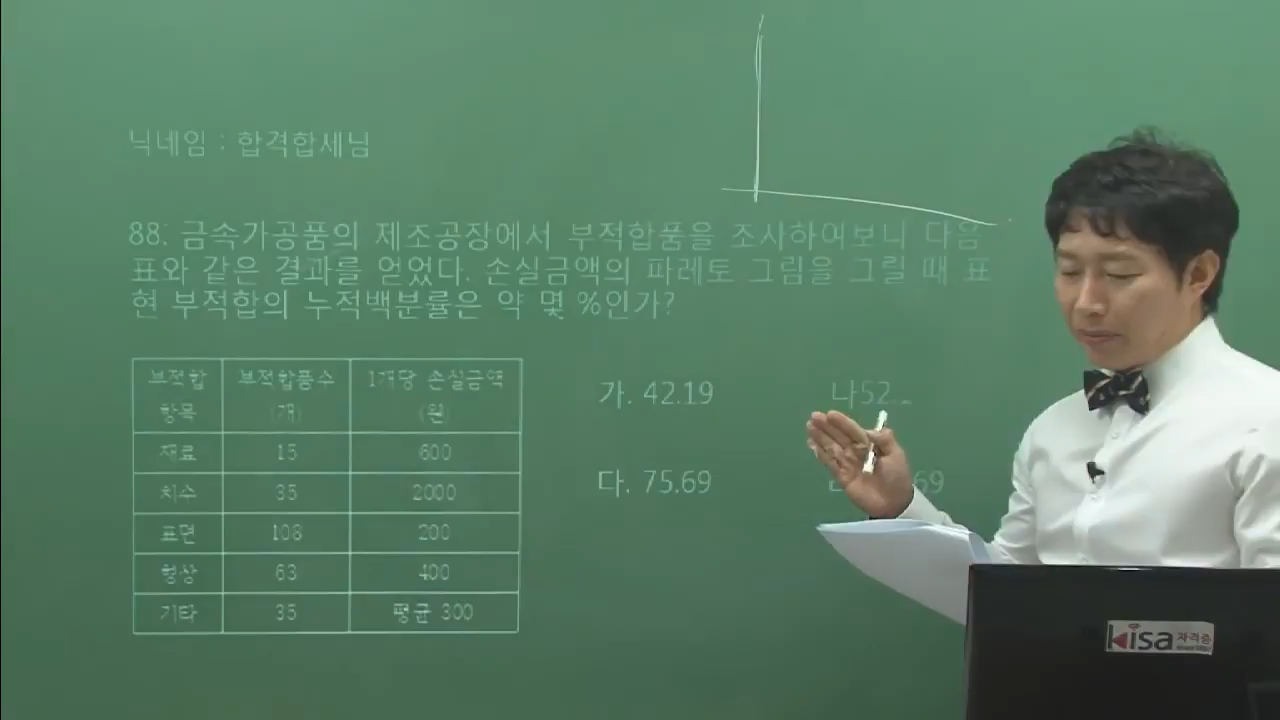 닉네임 : 합격합세님
88. 금속가공품의 제조공장에서 부적합품을 조사하여보니 다음
표와 같은 결과를 얻었다. 손실금액의 파레토 그림을 그릴 때 표
현 부적합의 누적백분률은 약 몇 %인가?
부적합 항목 부적합품수 (개) 1개당 손실금액 (원)
재료 15 600
치수 35 2000
표면 108 200
형상 63 400
기타 35 평균 300
가. 42.19 나52.
다. 75.69 69
kisa 자격증